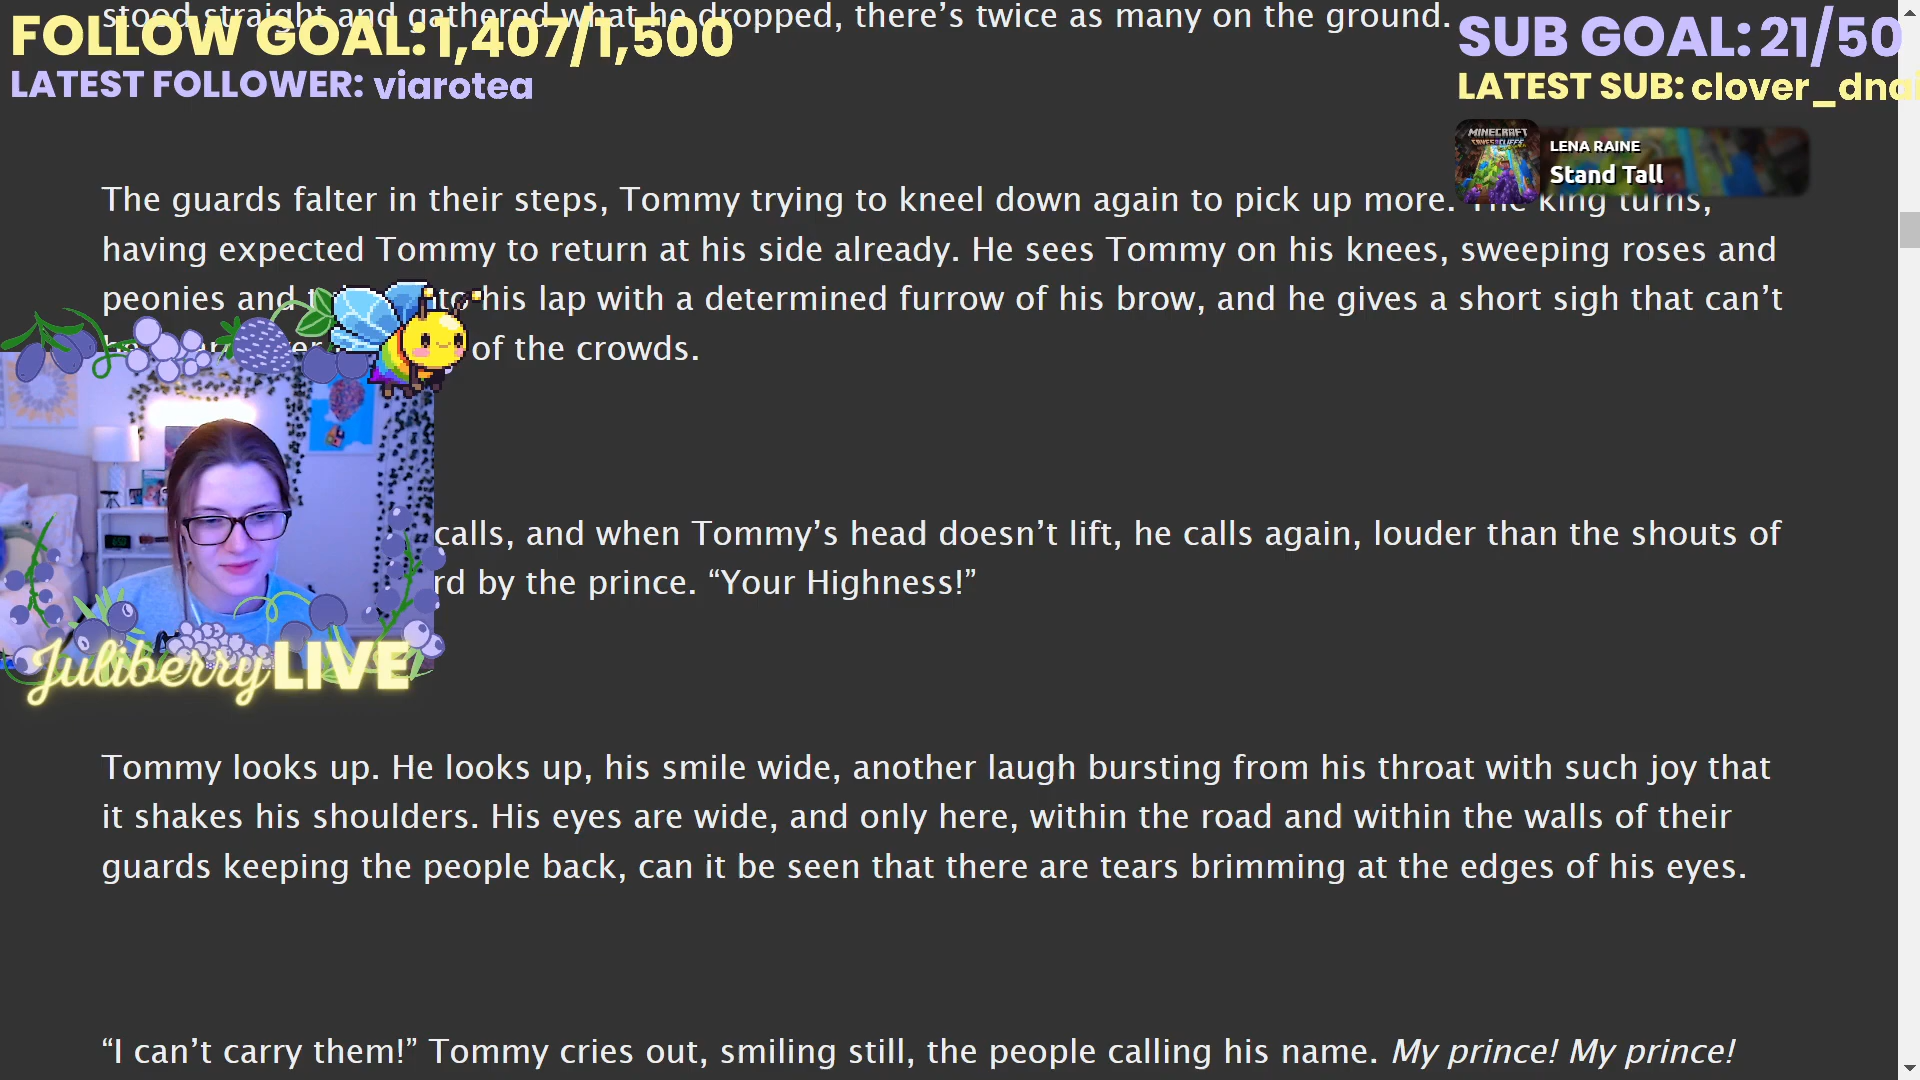 stood straight and gathered what he dropped, there’s twice as many on the ground.
FOLLOW GOAL: 1,407/1,500
LATEST FOLLOWER: viarotea
SUB GOAL: 21/50
LATEST SUB: clover_dnai
MINECRAFT
CAVES & CLIFFS
LENA RAINE
Stand Tall
The guards falter in their steps, Tommy trying to kneel down again to pick up more. The king turns,
having expected Tommy to return at his side already. He sees Tommy on his knees, sweeping roses and
peonies and to his lap with a determined furrow of his brow, and he gives a short sigh that can’t
of the crowds.
calls, and when Tommy’s head doesn’t lift, he calls again, louder than the shouts of
rd by the prince. “Your Highness!”
Juliberry LIVE
Tommy looks up. He looks up, his smile wide, another laugh bursting from his throat with such joy that
it shakes his shoulders. His eyes are wide, and only here, within the road and within the walls of their
guards keeping the people back, can it be seen that there are tears brimming at the edges of his eyes.
“I can’t carry them!” Tommy cries out, smiling still, the people calling his name. My prince! My prince!